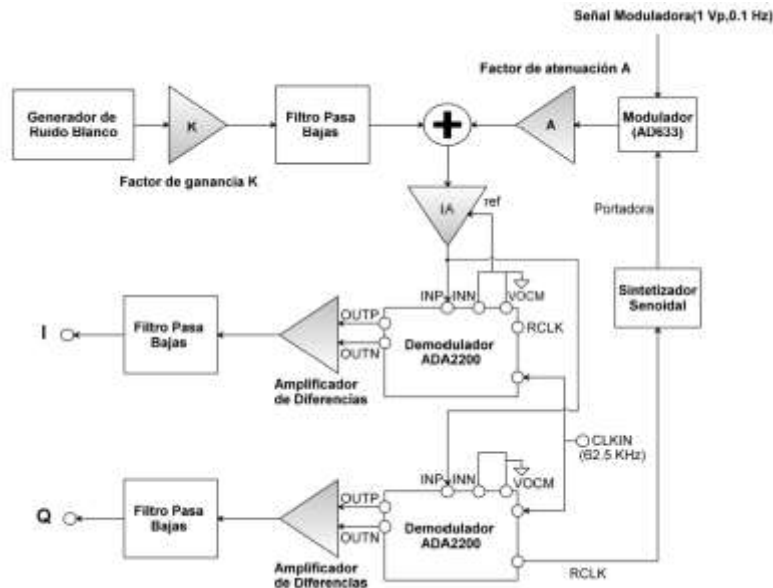 Señal Moduladora(1 Vp,0.1 Hz)
Factor de atenuación A
Generador de
Ruido Blanco
K
Filtro Pasa
Bajas
+
A
Modulador
(AD633)
Factor de ganancia K
IA
ref
Portadora
Sintetizador
Senoidal
INP
INN
VOCM
RCLK
I
Filtro Pasa
Bajas
OUTP
OUTN
Demodulador
ADA2200
Amplificador
de Diferencias
CLKIN
(62.5 KHz)
INP
INN
VOCM
Q
Filtro Pasa
Bajas
OUTP
OUTN
Demodulador
ADA2200
Amplificador
de Diferencias
RCLK